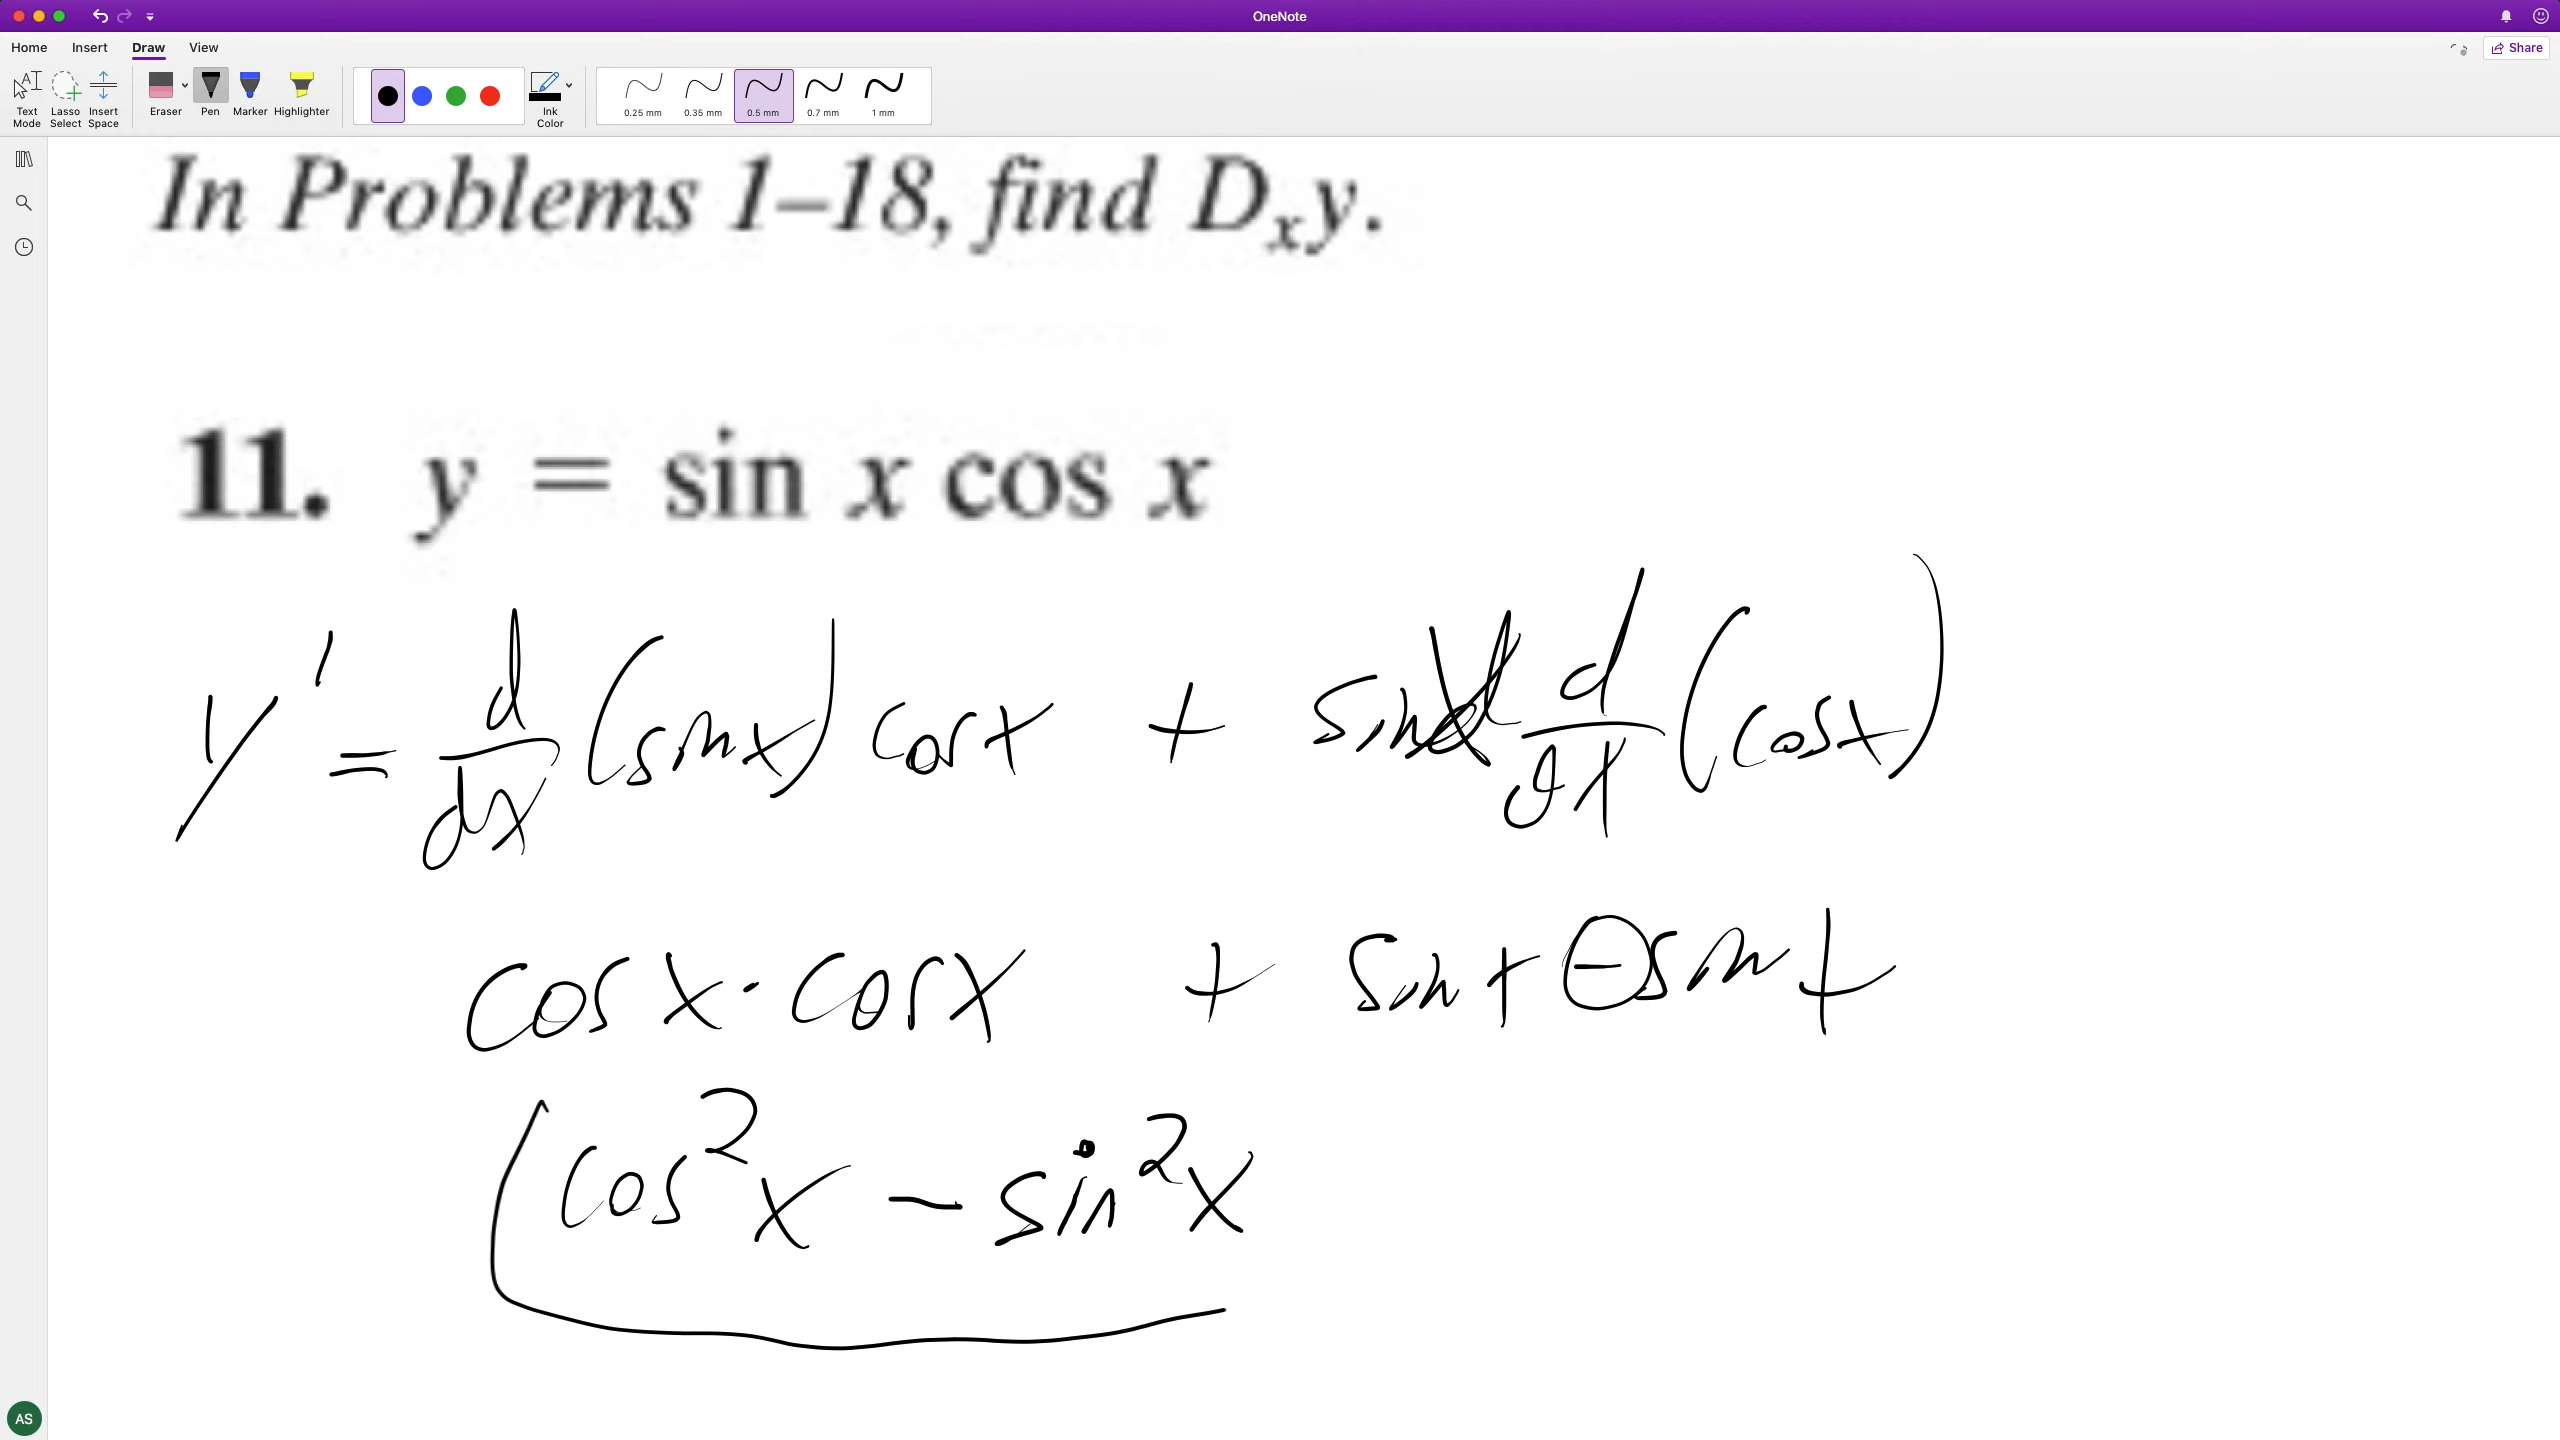 OneNote
Home Insert Draw View
Share
Text Mode Lasso Select Insert Space Eraser Pen Marker Highlighter Ink Color 0.25 mm 0.35 mm 0.5 mm 0.7 mm 1 mm
In Problems 1–18, find Dₓy.
11. y = sin x cos x
y' = d/dx (sin x) cos x + sin x d/dx (cos x)
cos x · cos x + sin x - sin x
cos² x - sin² x
AS